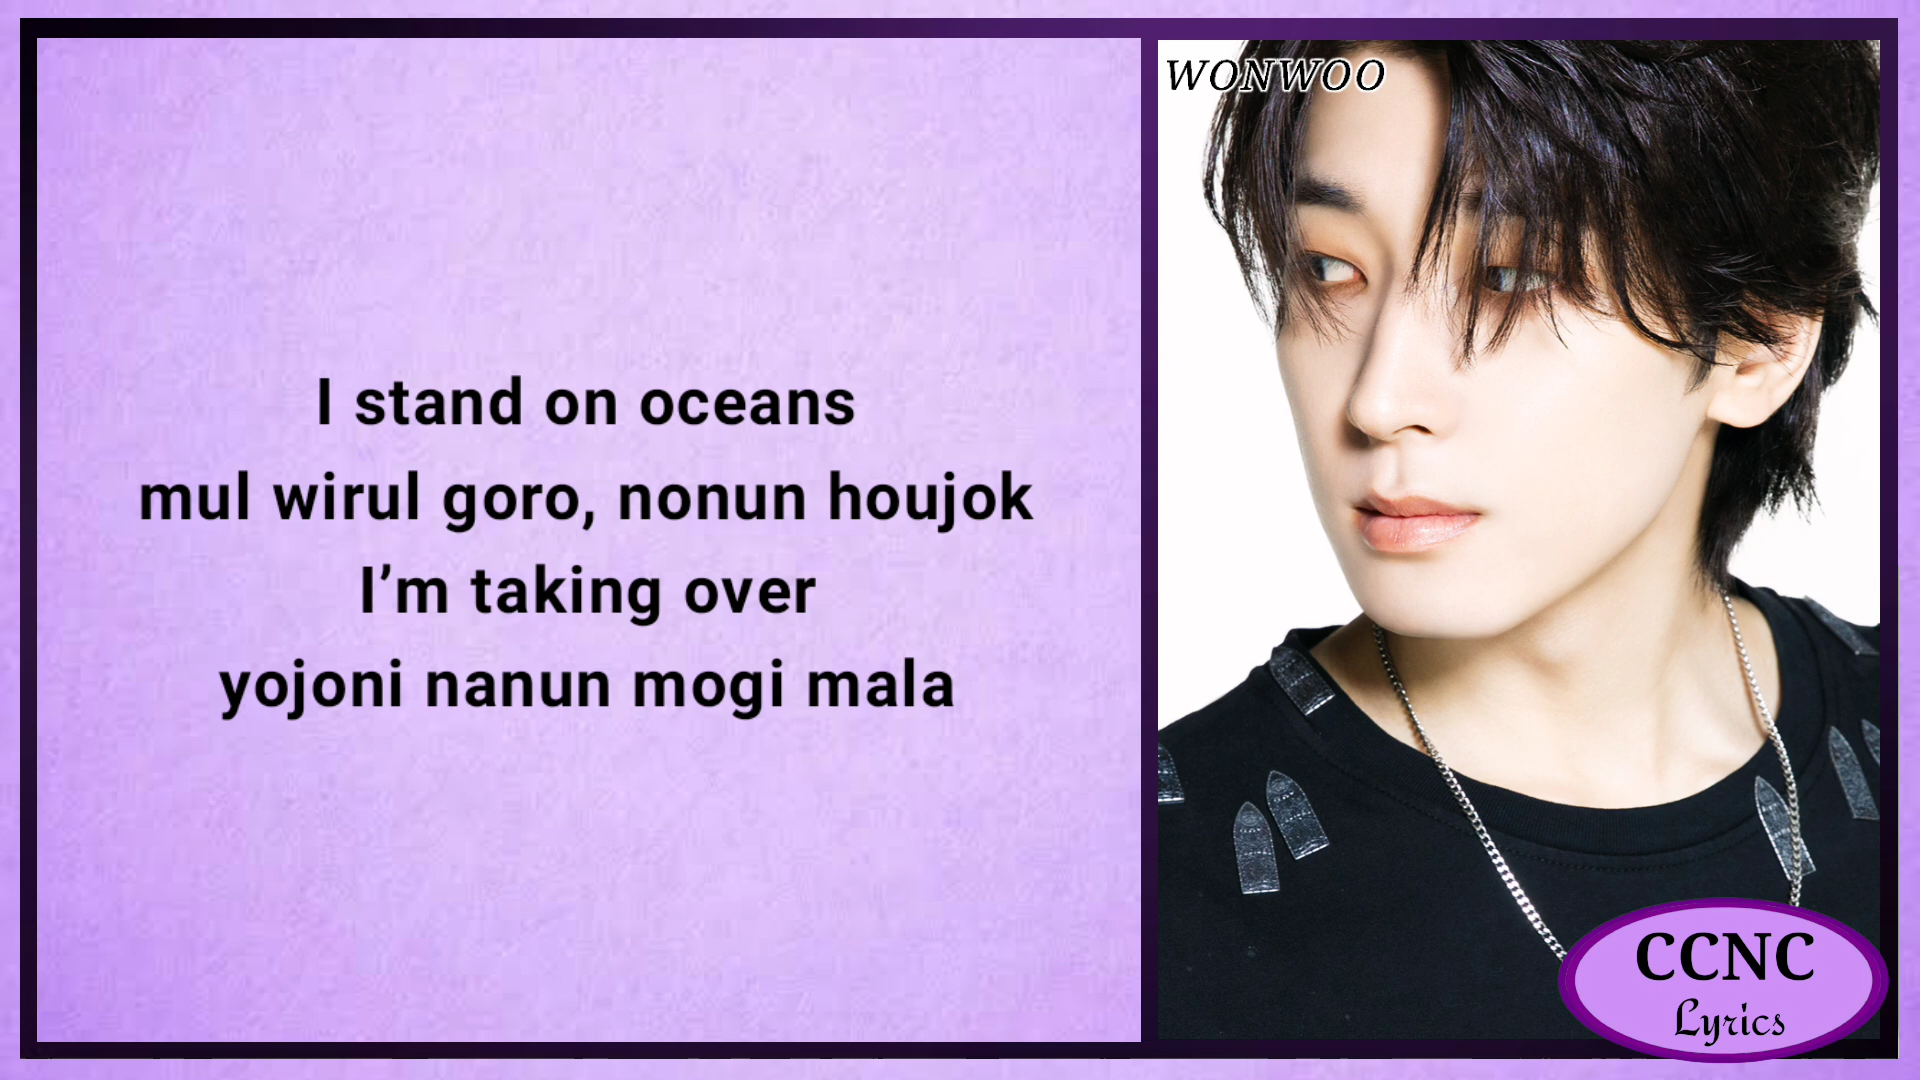 I stand on oceans
mul wirul goro, nonun houjok
I’m taking over
yojoni nanun mogi mala
WONWOO
CCNC
Lyrics